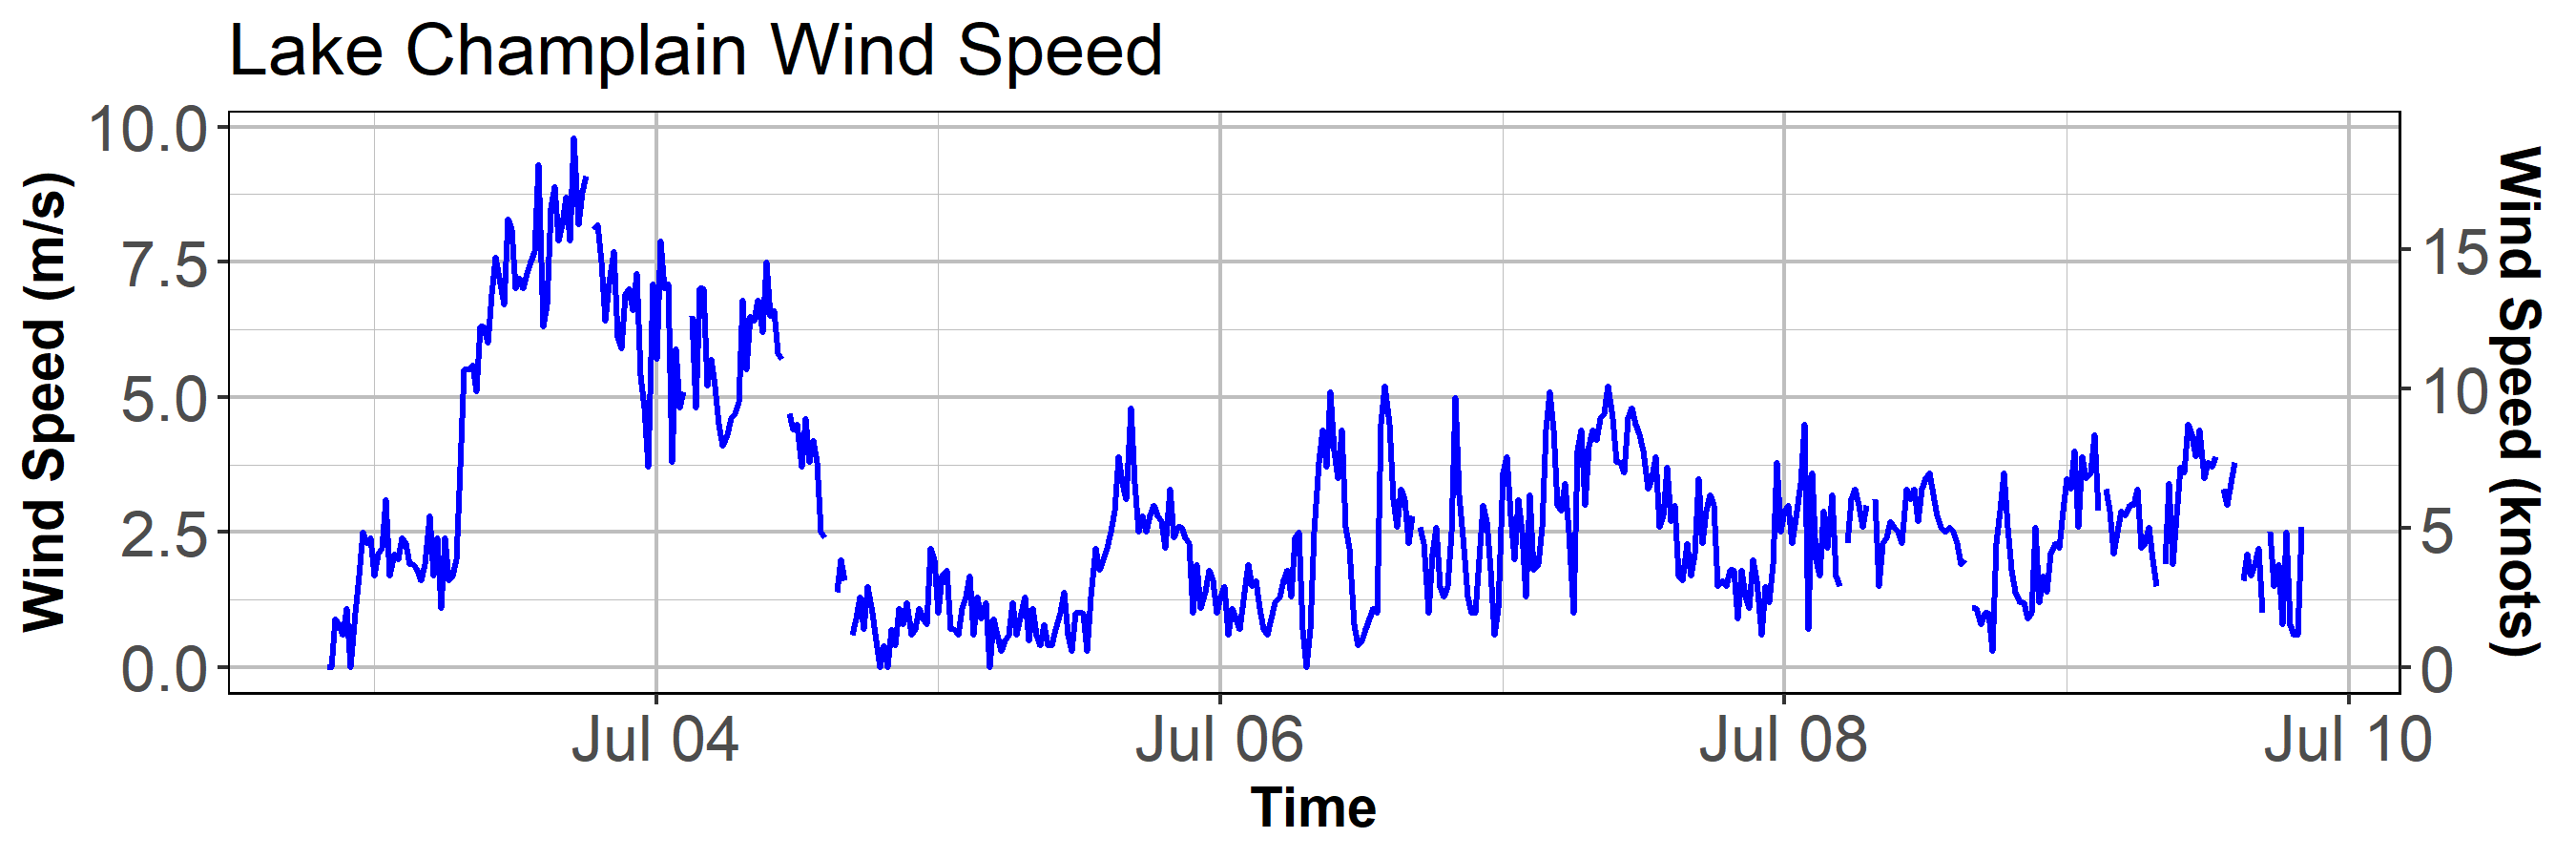 Lake Champlain Wind Speed
Wind Speed (m/s)
10.0
7.5
5.0
2.5
0.0
15
10
5
0
Wind Speed (knots)
Jul 04
Jul 06
Jul 08
Jul 10
Time